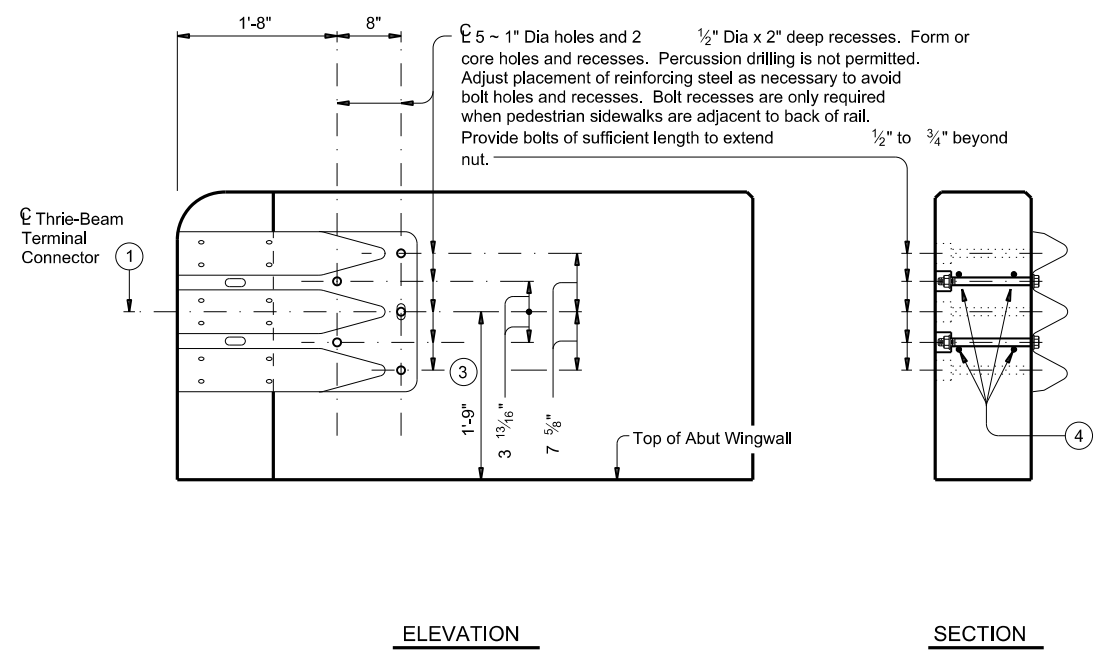 1'-8"
8"
℄ 5 ~ 1" Dia holes and 2 ½" Dia x 2" deep recesses. Form or
core holes and recesses. Percussion drilling is not permitted.
Adjust placement of reinforcing steel as necessary to avoid
bolt holes and recesses. Bolt recesses are only required
when pedestrian sidewalks are adjacent to back of rail.
Provide bolts of sufficient length to extend ½" to ¾" beyond
nut.
℄ Thrie-Beam
Terminal
Connector
1
3
1'-9"
3 13/16"
7 5/8"
Top of Abut Wingwall
4
ELEVATION
SECTION